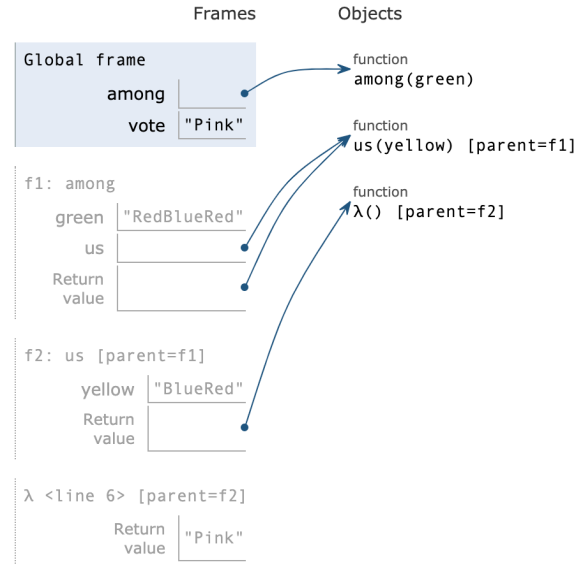 Frames Objects
Global frame
among
vote "Pink"
function
among(green)
function
us(yellow) [parent=f1]
function
λ() [parent=f2]
f1: among
green "RedBlueRed"
us
Return
value
f2: us [parent=f1]
yellow "BlueRed"
Return
value
λ <line 6> [parent=f2]
Return
value "Pink"